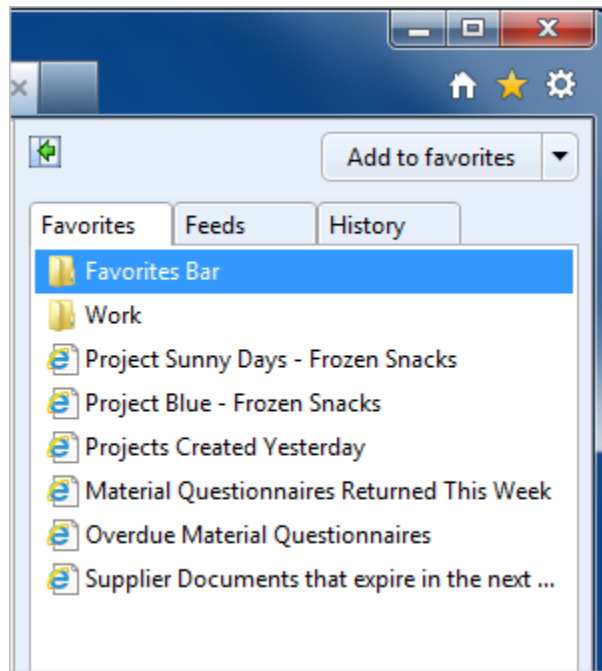 Add to favorites
Favorites Feeds History
Favorites Bar
Work
Project Sunny Days - Frozen Snacks
Project Blue - Frozen Snacks
Projects Created Yesterday
Material Questionnaires Returned This Week
Overdue Material Questionnaires
Supplier Documents that expire in the next ...